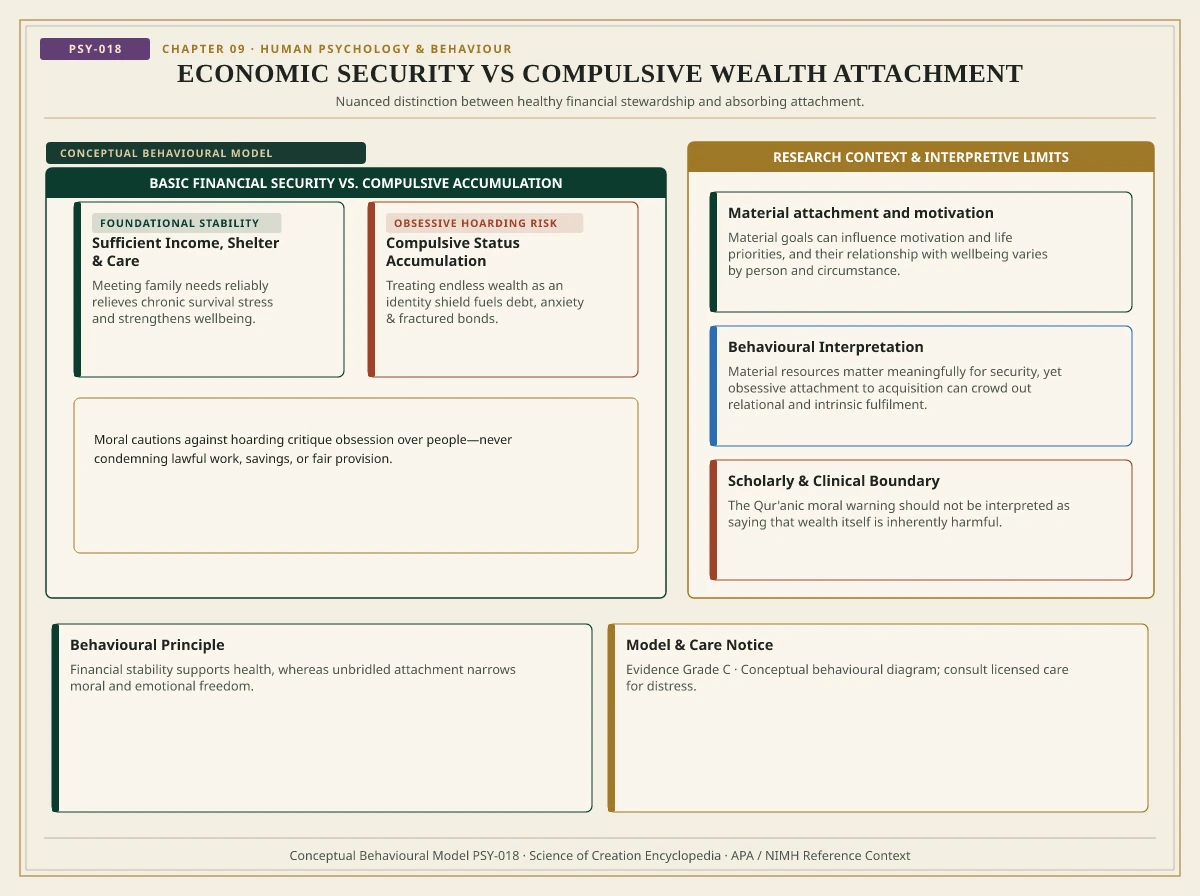 PSY-018
CHAPTER 09 · HUMAN PSYCHOLOGY & BEHAVIOUR
ECONOMIC SECURITY VS COMPULSIVE WEALTH ATTACHMENT
Nuanced distinction between healthy financial stewardship and absorbing attachment.
CONCEPTUAL BEHAVIOURAL MODEL
BASIC FINANCIAL SECURITY VS. COMPULSIVE ACCUMULATION
FOUNDATIONAL STABILITY
Sufficient Income, Shelter
& Care
Meeting family needs reliably
relieves chronic survival stress
and strengthens wellbeing.
OBSESSIVE HOARDING RISK
Compulsive Status
Accumulation
Treating endless wealth as an
identity shield fuels debt, anxiety
& fractured bonds.
Moral cautions against hoarding critique obsession over people—never
condemning lawful work, savings, or fair provision.
RESEARCH CONTEXT & INTERPRETIVE LIMITS
Material attachment and motivation
Material goals can influence motivation and life
priorities, and their relationship with wellbeing varies
by person and circumstance.
Behavioural Interpretation
Material resources matter meaningfully for security, yet
obsessive attachment to acquisition can crowd out
relational and intrinsic fulfilment.
Scholarly & Clinical Boundary
The Qur'anic moral warning should not be interpreted as
saying that wealth itself is inherently harmful.
Behavioural Principle
Financial stability supports health, whereas unbridled attachment narrows
moral and emotional freedom.
Model & Care Notice
Evidence Grade C · Conceptual behavioural diagram; consult licensed care
for distress.
Conceptual Behavioural Model PSY-018 · Science of Creation Encyclopedia · APA / NIMH Reference Context